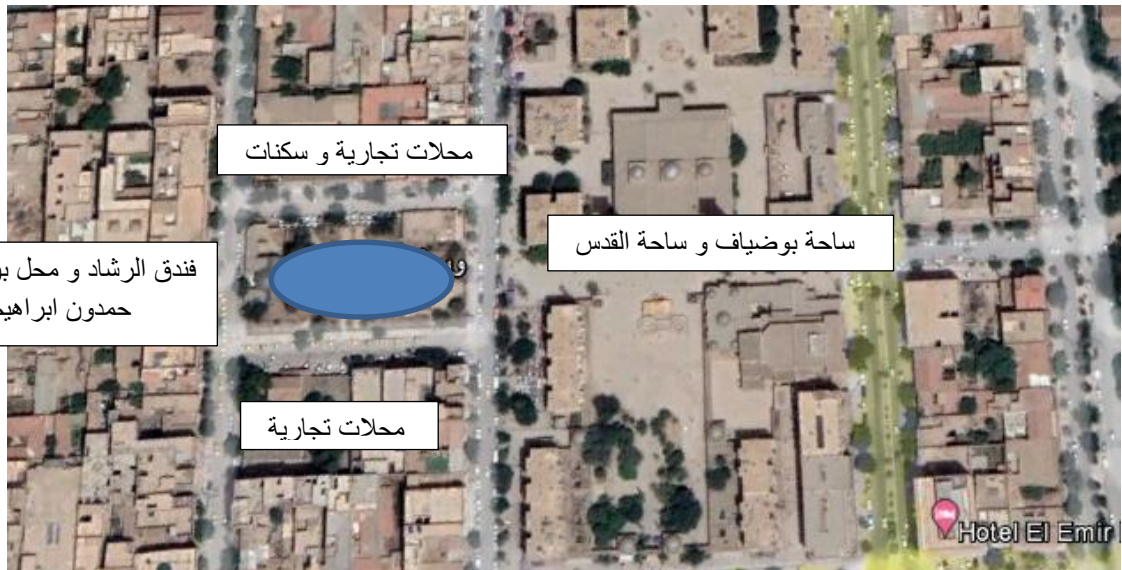 محلات تجارية و سكنات
ساحة بوضياف و ساحة القدس
فندق الرشاد و محل
حمدون ابراهيم
محلات تجارية
Hotel El Emir